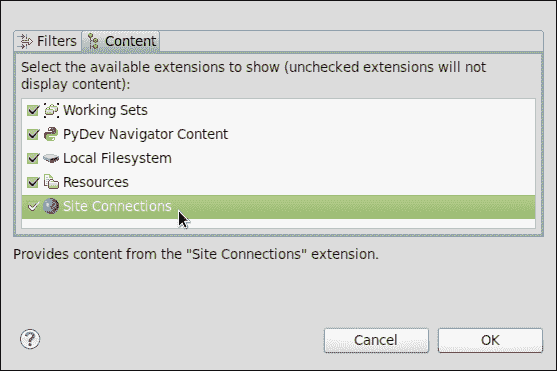 Filters Content
Select the available extensions to show (unchecked extensions will not
display content):
Working Sets
PyDev Navigator Content
Local Filesystem
Resources
Site Connections
Provides content from the "Site Connections" extension.
? Cancel OK